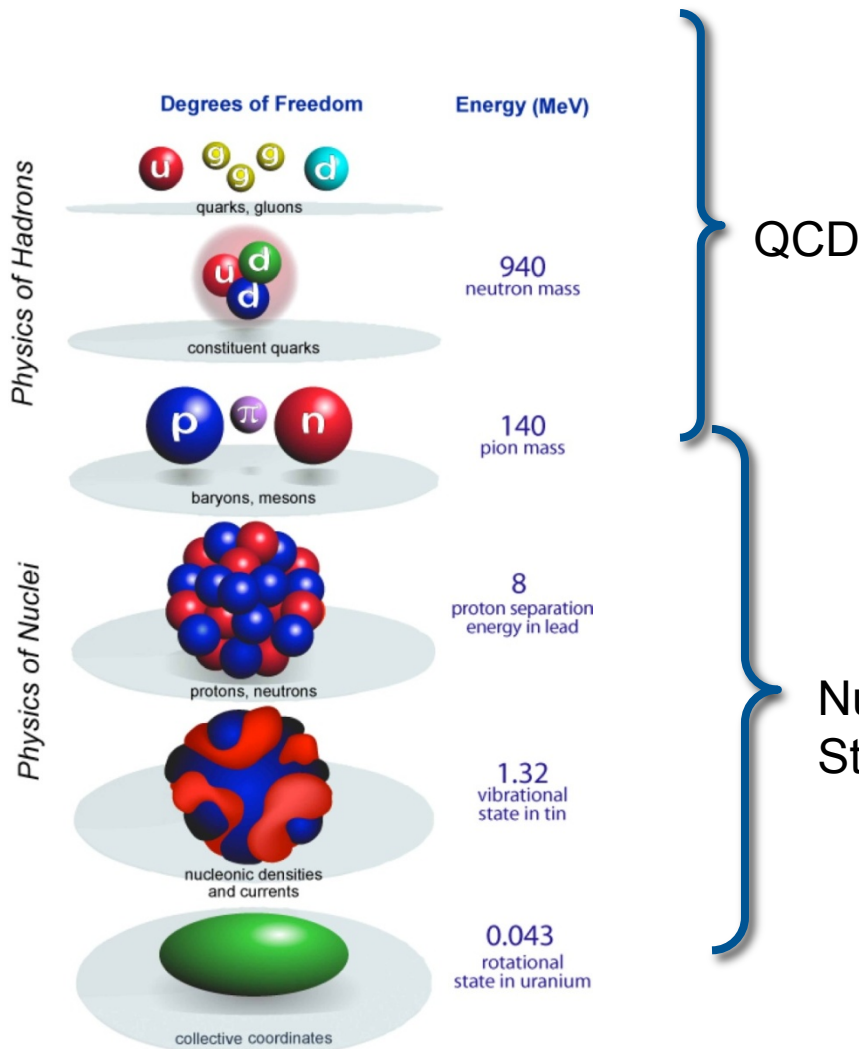 Degrees of Freedom
Energy (MeV)
Physics of Hadrons
u g g g d
quarks, gluons
QCD
u d d
constituent quarks
940
neutron mass
p π n
baryons, mesons
140
pion mass
Physics of Nuclei
protons, neutrons
8
proton separation
energy in lead
nucleonic densities
and currents
1.32
vibrational
state in tin
collective coordinates
0.043
rotational
state in uranium